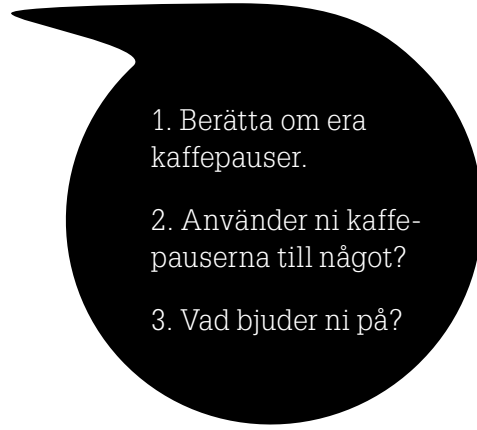 1. Berätta om era
kaffepauser.
2. Använder ni kaffe-
pauserna till något?
3. Vad bjuder ni på?